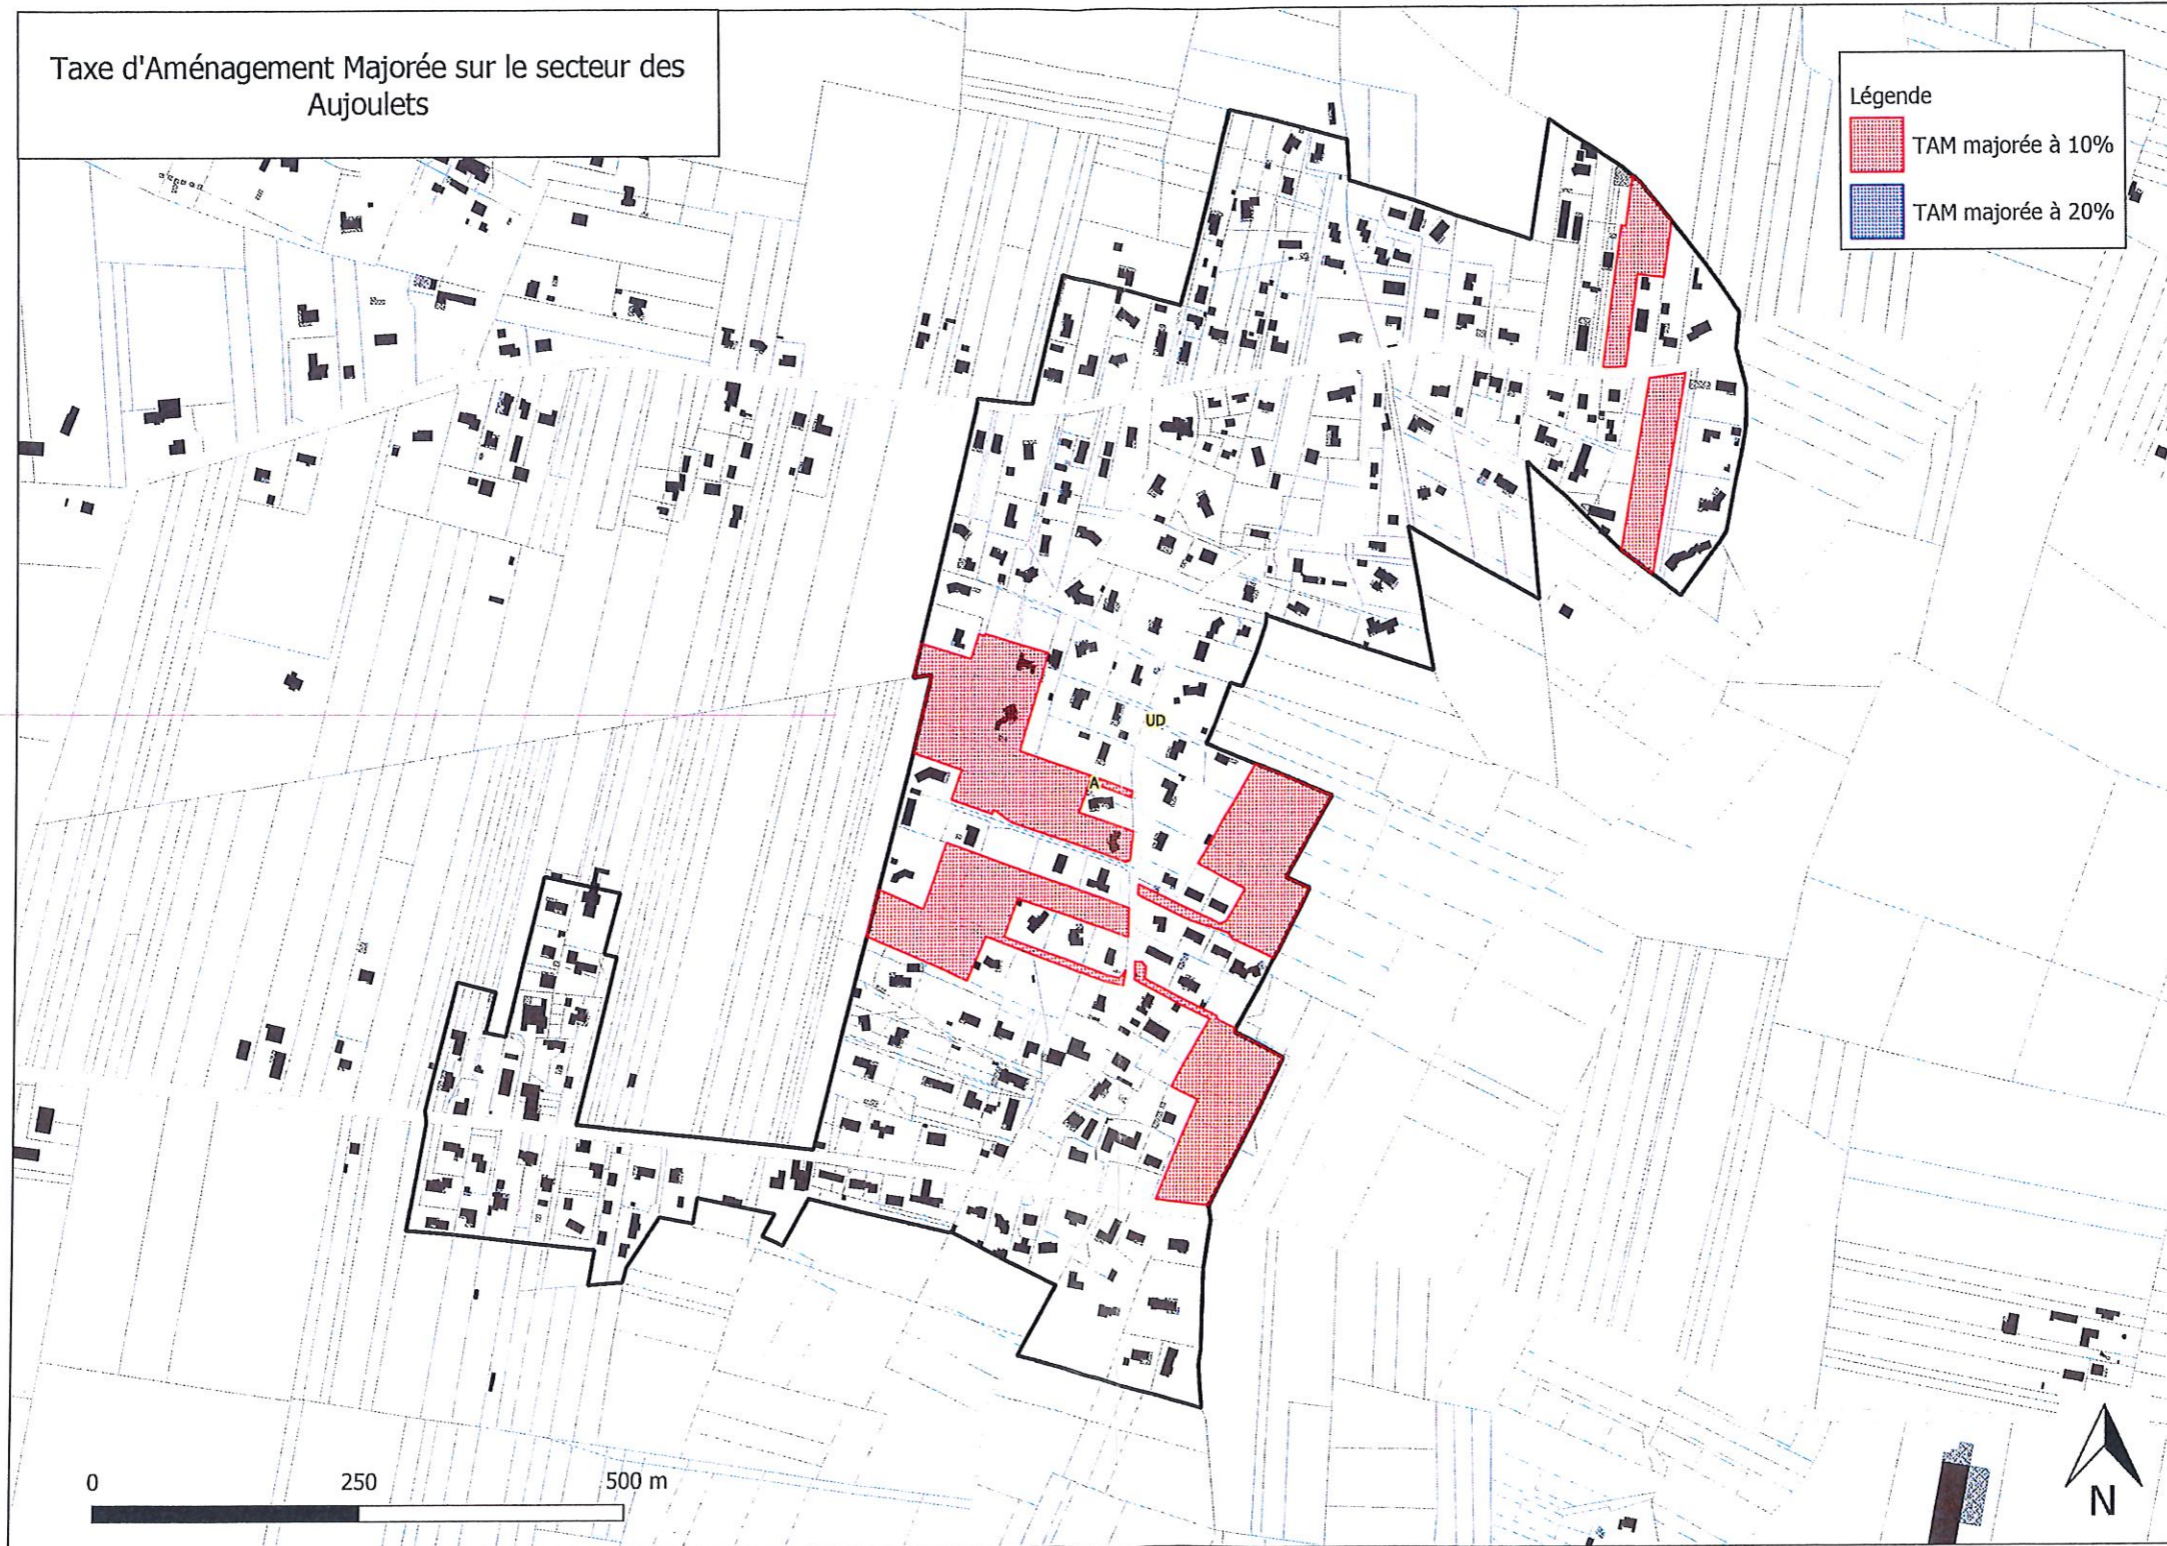 Taxe d'Aménagement Majorée sur le secteur des
Aujoulets
Légende
TAM majorée à 10%
TAM majorée à 20%
UD
A
0 250 500 m
N